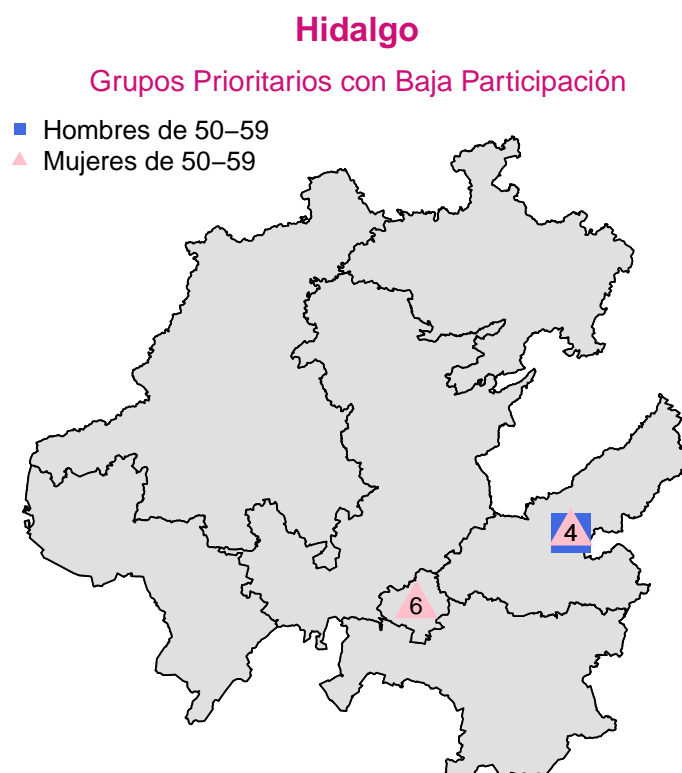 Hidalgo
Grupos Prioritarios con Baja Participación
Hombres de 50−59
Mujeres de 50−59
4
6